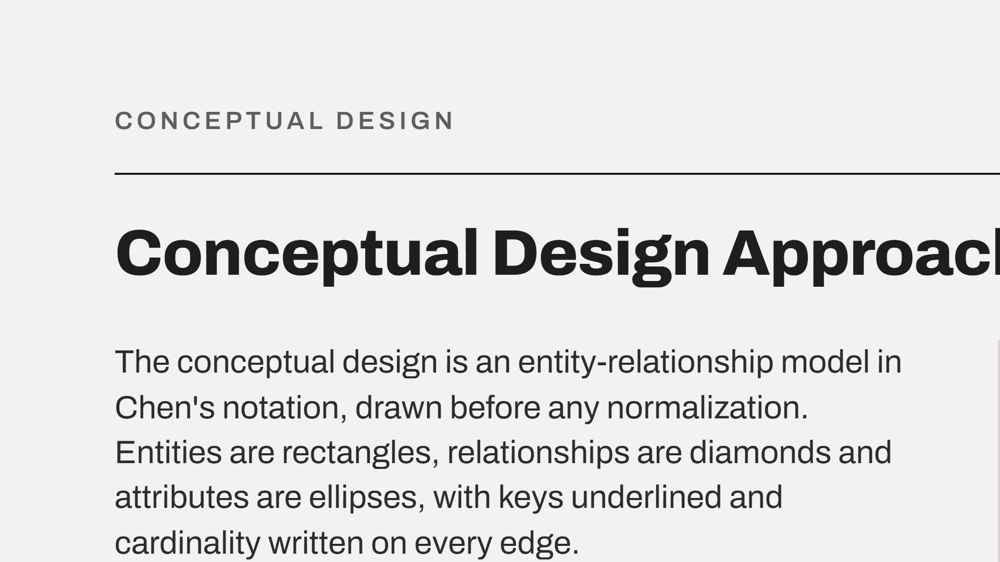 CONCEPTUAL DESIGN
Conceptual Design Approach
The conceptual design is an entity-relationship model in
Chen's notation, drawn before any normalization.
Entities are rectangles, relationships are diamonds and
attributes are ellipses, with keys underlined and
cardinality written on every edge.